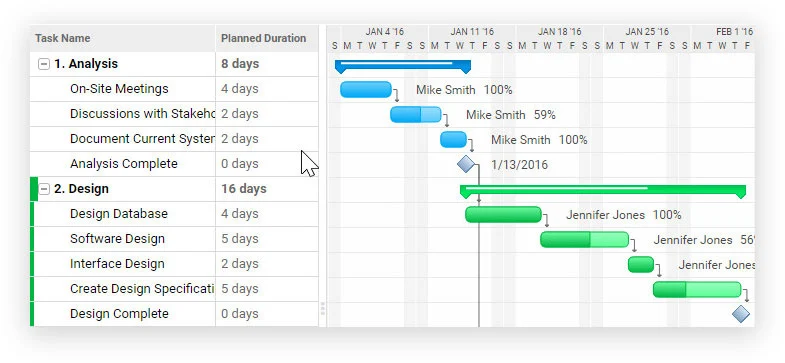 Task Name Planned Duration JAN 4 '16 JAN 11 '16 JAN 18 '16 JAN 25 '16 FEB 1 '16
S M T W T F S S M T W T F S S M T W T F S S M T W T F S S M T W T F
1. Analysis 8 days
On-Site Meetings 4 days Mike Smith 100%
Discussions with Stakeho 2 days Mike Smith 59%
Document Current System 2 days Mike Smith 100%
Analysis Complete 0 days 1/13/2016
2. Design 16 days
Design Database 4 days Jennifer Jones 100%
Software Design 5 days Jennifer Jones 56%
Interface Design 2 days Jennifer Jones
Create Design Specificati 5 days
Design Complete 0 days